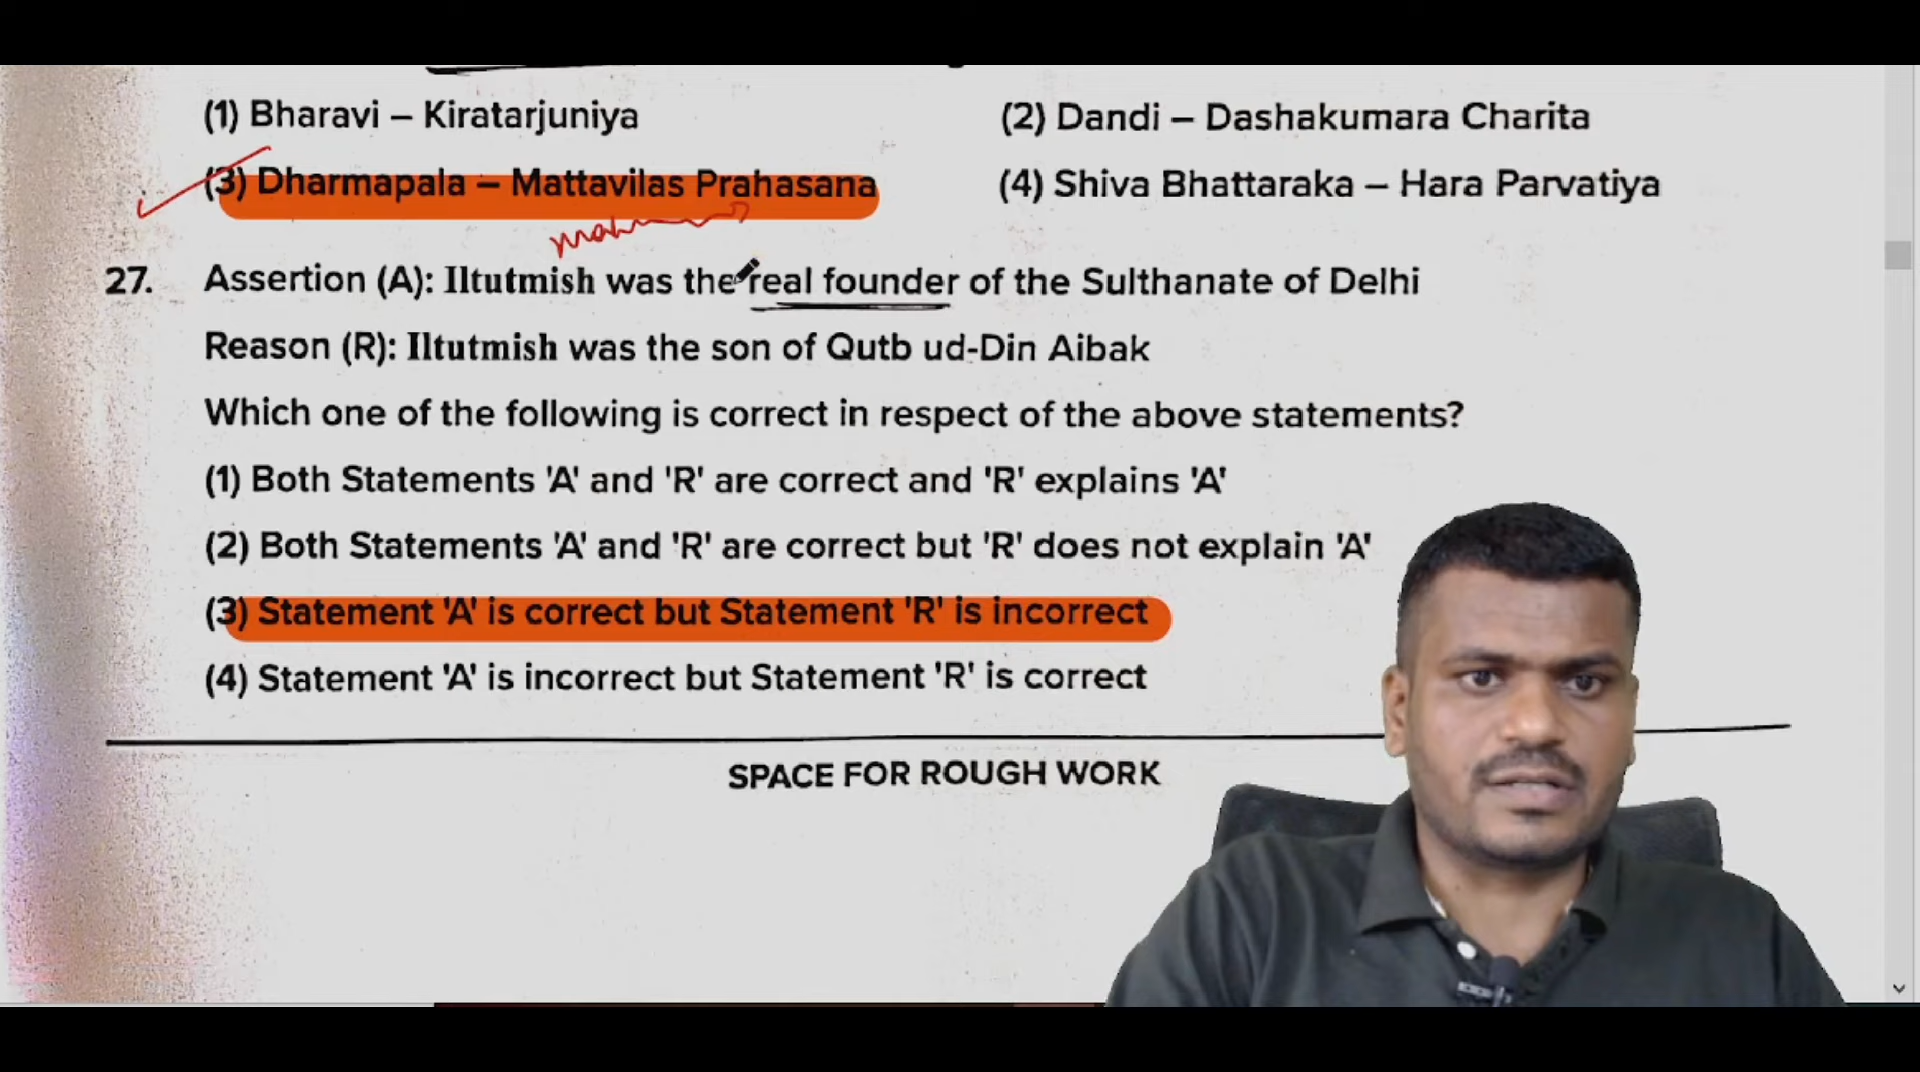 (1) Bharavi – Kiratarjuniya (2) Dandi – Dashakumara Charita
(3) Dharmapala – Mattavilas Prahasana (4) Shiva Bhattaraka – Hara Parvatiya
27. Assertion (A): Iltutmish was the real founder of the Sulthanate of Delhi
Reason (R): Iltutmish was the son of Qutb ud-Din Aibak
Which one of the following is correct in respect of the above statements?
(1) Both Statements 'A' and 'R' are correct and 'R' explains 'A'
(2) Both Statements 'A' and 'R' are correct but 'R' does not explain 'A'
(3) Statement 'A' is correct but Statement 'R' is incorrect
(4) Statement 'A' is incorrect but Statement 'R' is correct
SPACE FOR ROUGH WORK